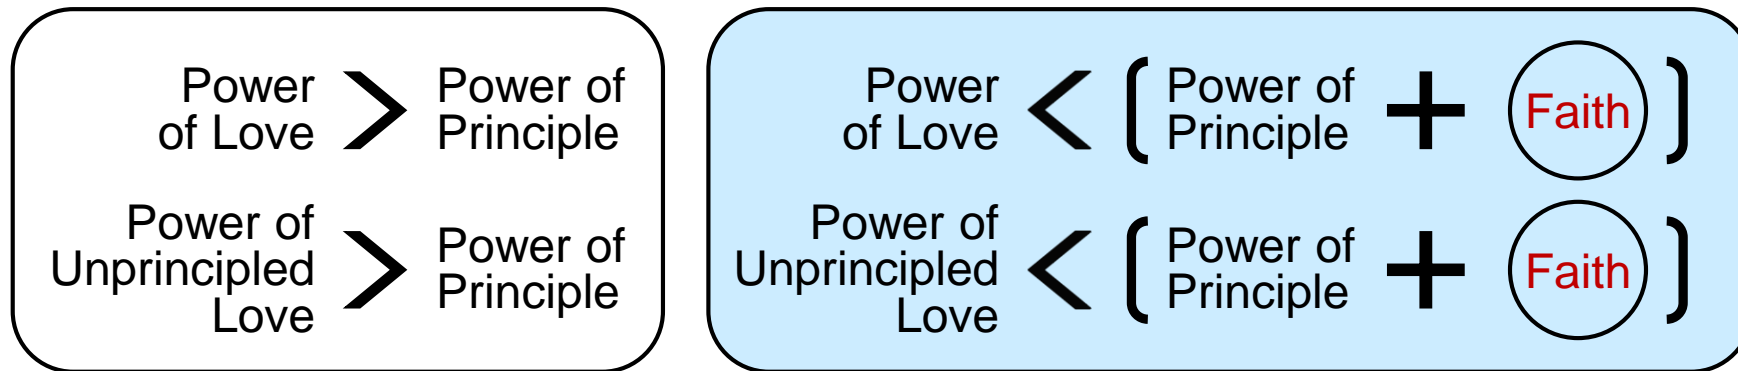 Power
of Love
>
Power of
Principle
Power of
Unprincipled
Love
>
Power of
Principle
Power
of Love
<
(
Power of
Principle
+
Faith
)
Power of
Unprincipled
Love
<
(
Power of
Principle
+
Faith
)